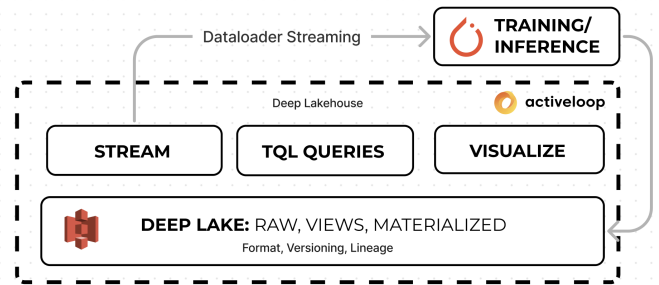 Dataloader Streaming
TRAINING/
INFERENCE
Deep Lakehouse
activeloop
STREAM
TQL QUERIES
VISUALIZE
DEEP LAKE: RAW, VIEWS, MATERIALIZED
Format, Versioning, Lineage